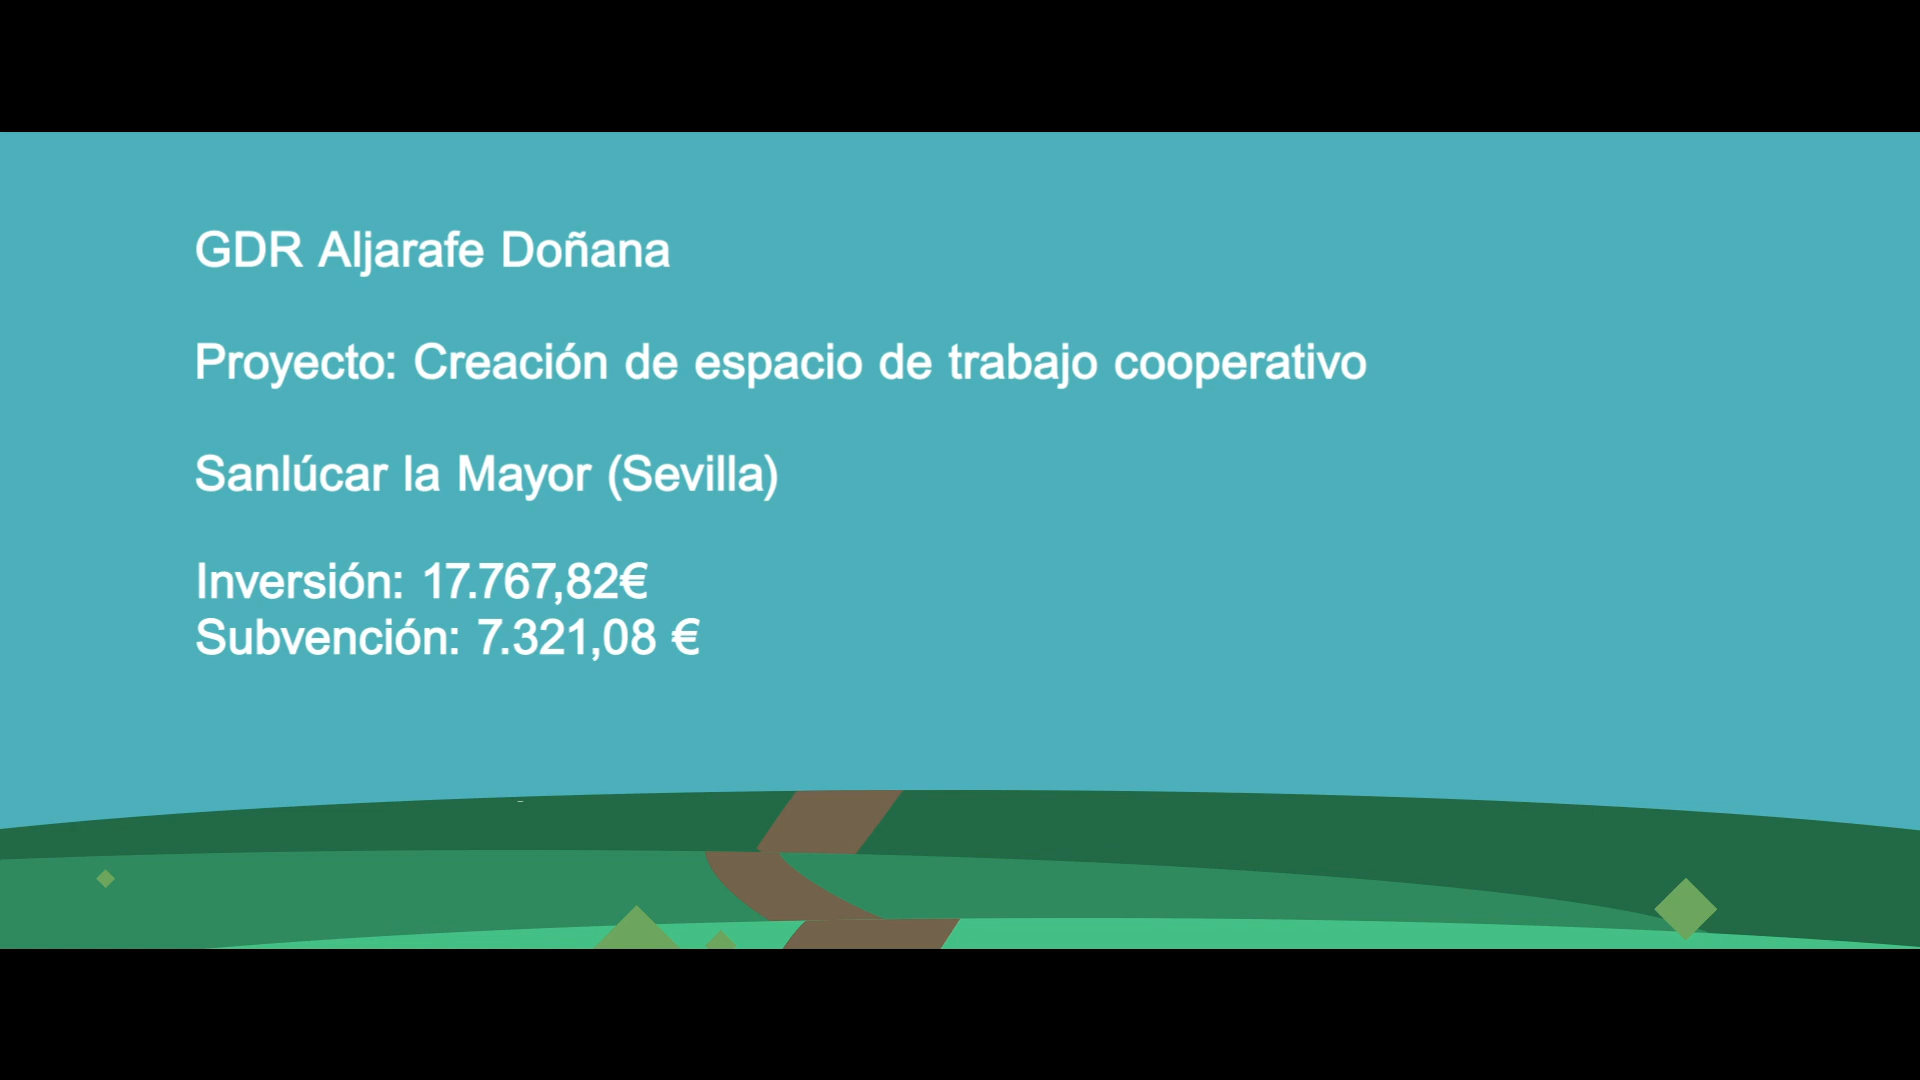 GDR Aljarafe Doñana
Proyecto: Creación de espacio de trabajo cooperativo
Sanlúcar la Mayor (Sevilla)
Inversión: 17.767,82€
Subvención: 7.321,08 €